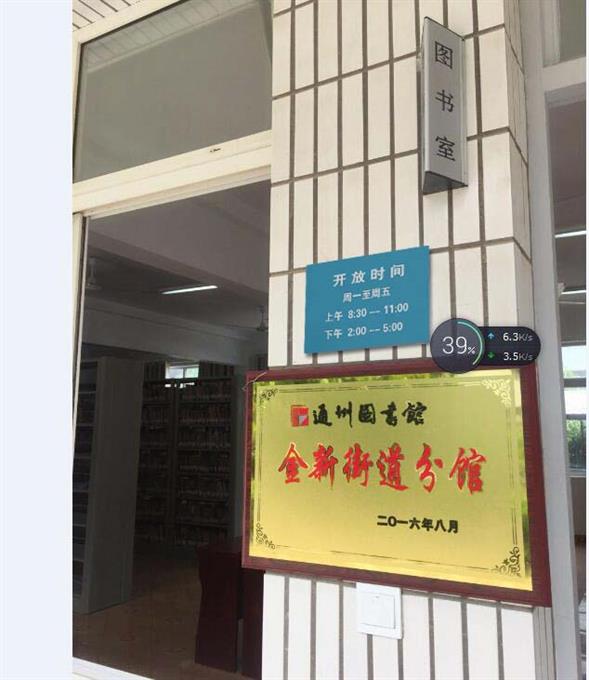 图书室
开放时间
周一至周五
上午 8:30 — 11:00
下午 2:00 — 5:00
39%
6.3K/s
3.5K/s
通州图書館
金新街道分馆
二〇一六年八月